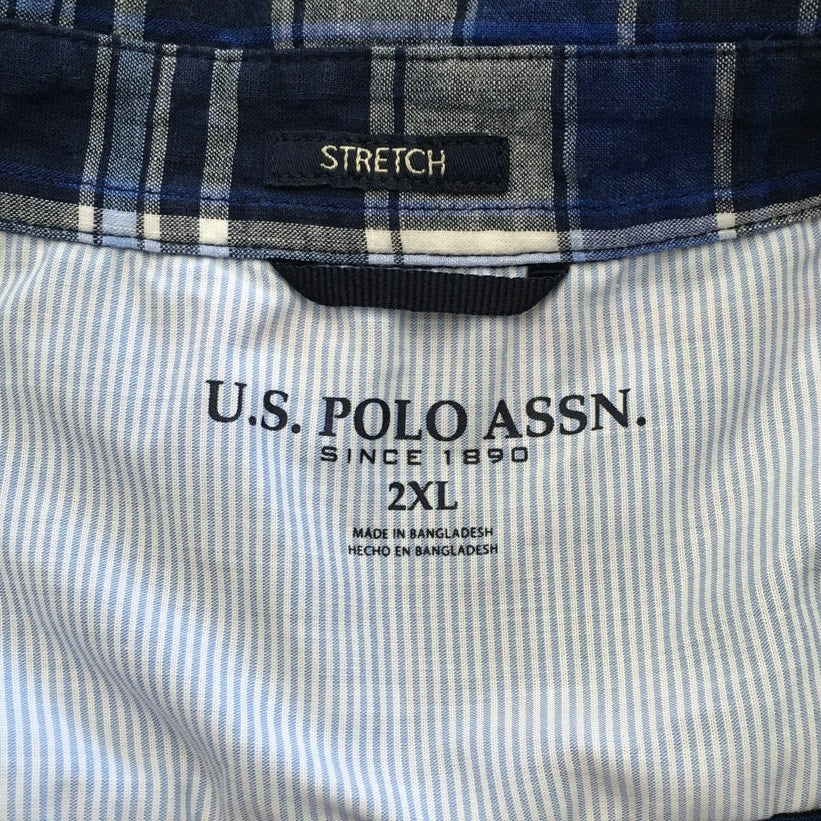 STRETCH
U.S. POLO ASSN.
SINCE 1890
2XL
MADE IN BANGLADESH
HECHO EN BANGLADESH